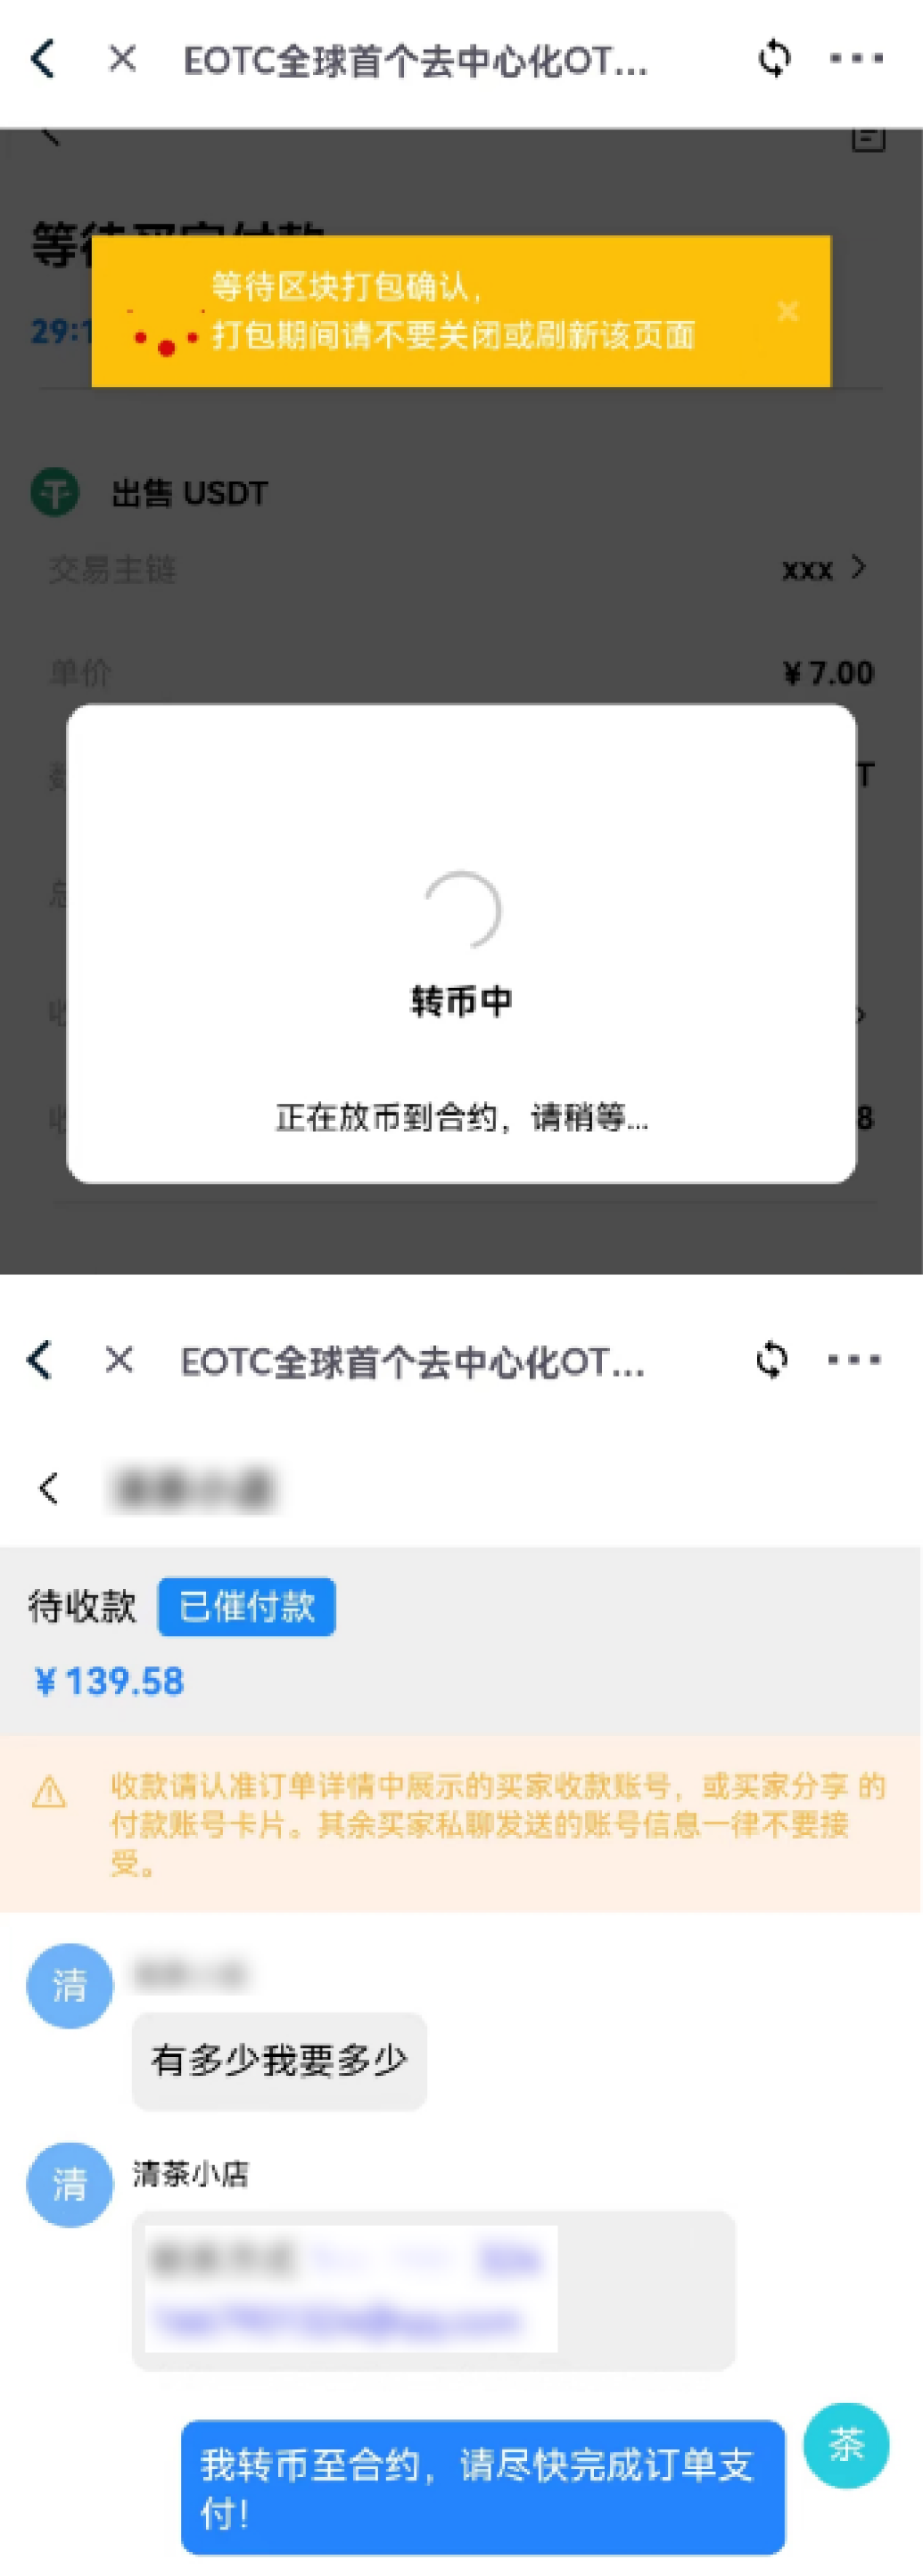 EOTC全球首个去中心化OT...
等待买家付款
等待区块打包确认，
29:1
打包期间请不要关闭或刷新该页面
出售 USDT
交易主链
xxx
单价
¥ 7.00
T
转币中
正在放币到合约，请稍等...
8
EOTC全球首个去中心化OT...
待收款 已催付款
¥ 139.58
收款请认准订单详情中展示的买家收款账号，或买家分享 的
付款账号卡片。其余买家私聊发送的账号信息一律不要接
受。
清
有多少我要多少
清
清茶小店
我转币至合约，请尽快完成订单支
付！
茶